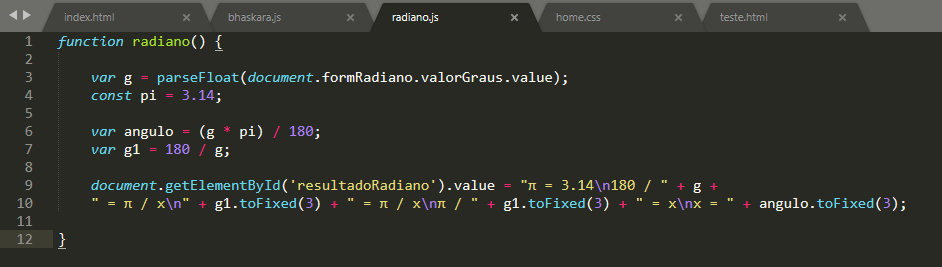 index.html × bhaskara.js × radiano.js × home.css × teste.html ×
1 function radiano() {
2
3 var g = parseFloat(document.formRadiano.valorGraus.value);
4 const pi = 3.14;
5
6 var angulo = (g * pi) / 180;
7 var g1 = 180 / g;
8
9 document.getElementById('resultadoRadiano').value = "π = 3.14\n180 / " + g +
10 " = π / x\n" + g1.toFixed(3) + " = π / x\nπ / " + g1.toFixed(3) + " = x\nx = " + angulo.toFixed(3);
11
12 }